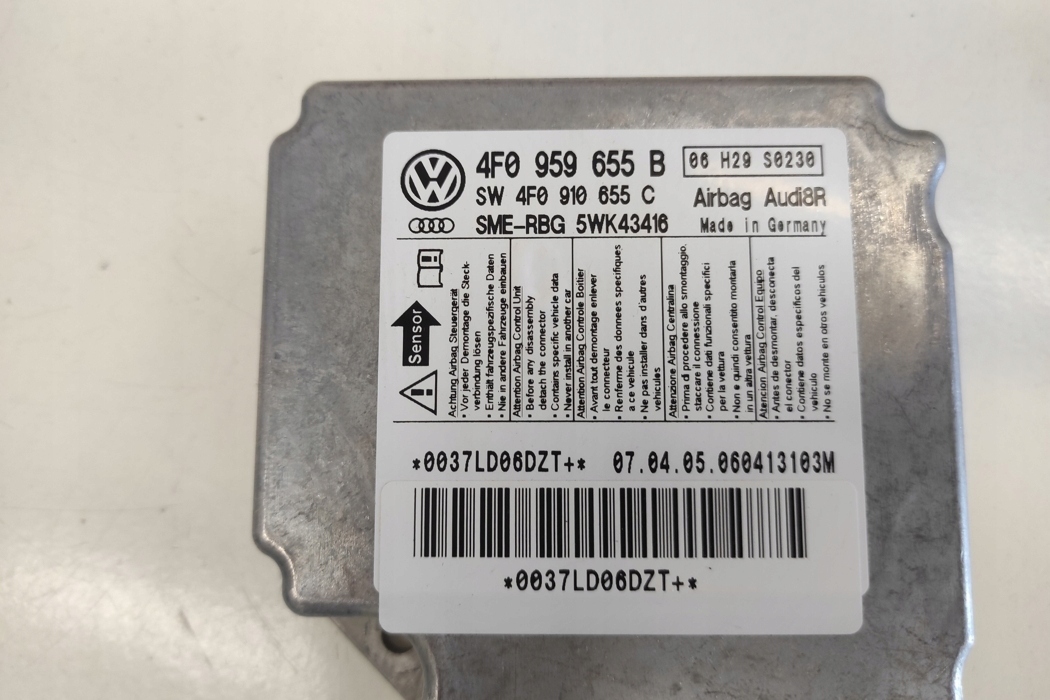 4F0 959 655 B
06 H29 S0230
SW 4F0 910 655 C
Airbag Audi8R
SME-RBG 5WK43416
Made in Germany
Sensor
Achtung Airbag Steuergerät
• Vor jeder Demontage die Steck-
verbindung lösen
• Enthält fahrzeugspezifische Daten
• Nie in andere Fahrzeuge einbauen
Attention Airbag Control Unit
• Before any disassembly
detach the connector
• Contains specific vehicle data
• Never install in another car
Attention Airbag Controle Boitier
• Avant tout demontage enlever
le connecteur
• Renferme des donnees specifiques
a ce vehicule
• Ne pas installer dans d'autres
vehicules
Attenzione Airbag Centralina
• Prima di procedere allo smontaggio.
staccare il connessione
• Contiene dati funzionali specifici
per la vettura
• Non e quindi consentito montarla
in un altra vettura
Atencion Airbag Control Equipo
• Antes de desmontar, desconecta
el conector
• Contiene datos especificos del
vehiculo
• No se monte en otros vehiculos
*0037LD06DZT+*
07.04.05.060413103M
*0037LD06DZT+*